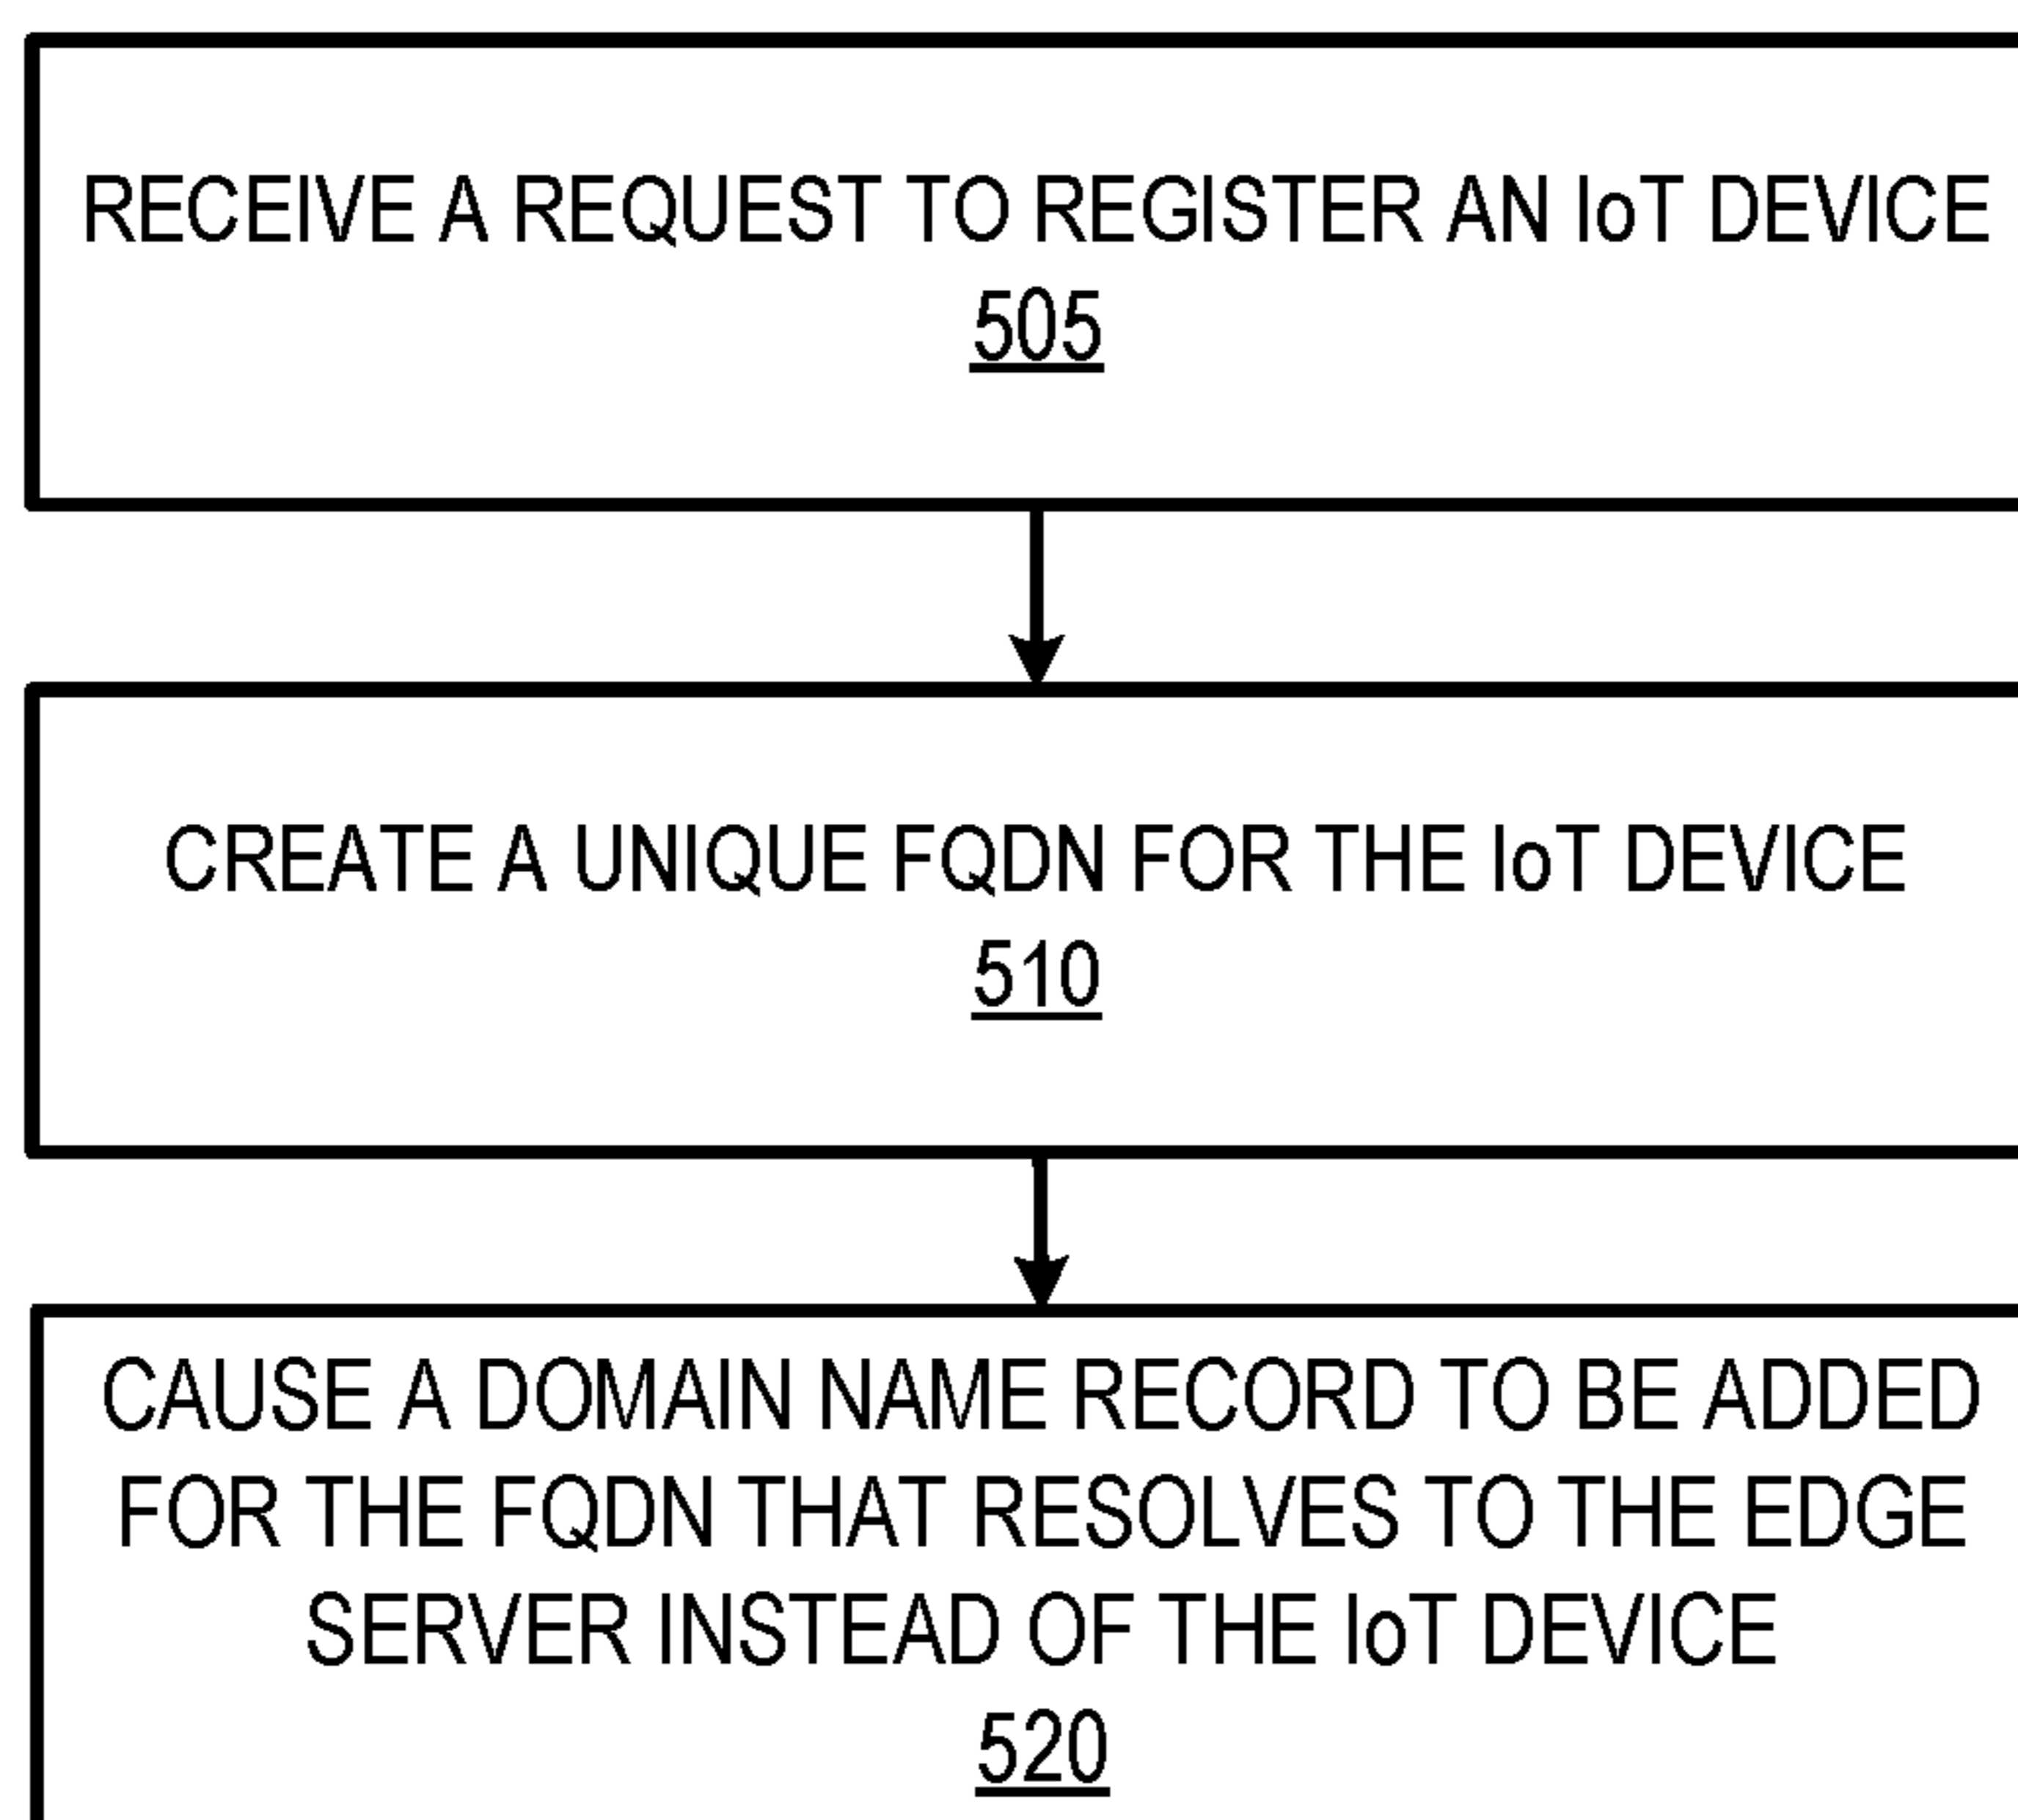 RECEIVE A REQUEST TO REGISTER AN IoT DEVICE
505
CREATE A UNIQUE FQDN FOR THE IoT DEVICE
510
CAUSE A DOMAIN NAME RECORD TO BE ADDED
FOR THE FQDN THAT RESOLVES TO THE EDGE
SERVER INSTEAD OF THE IoT DEVICE
520